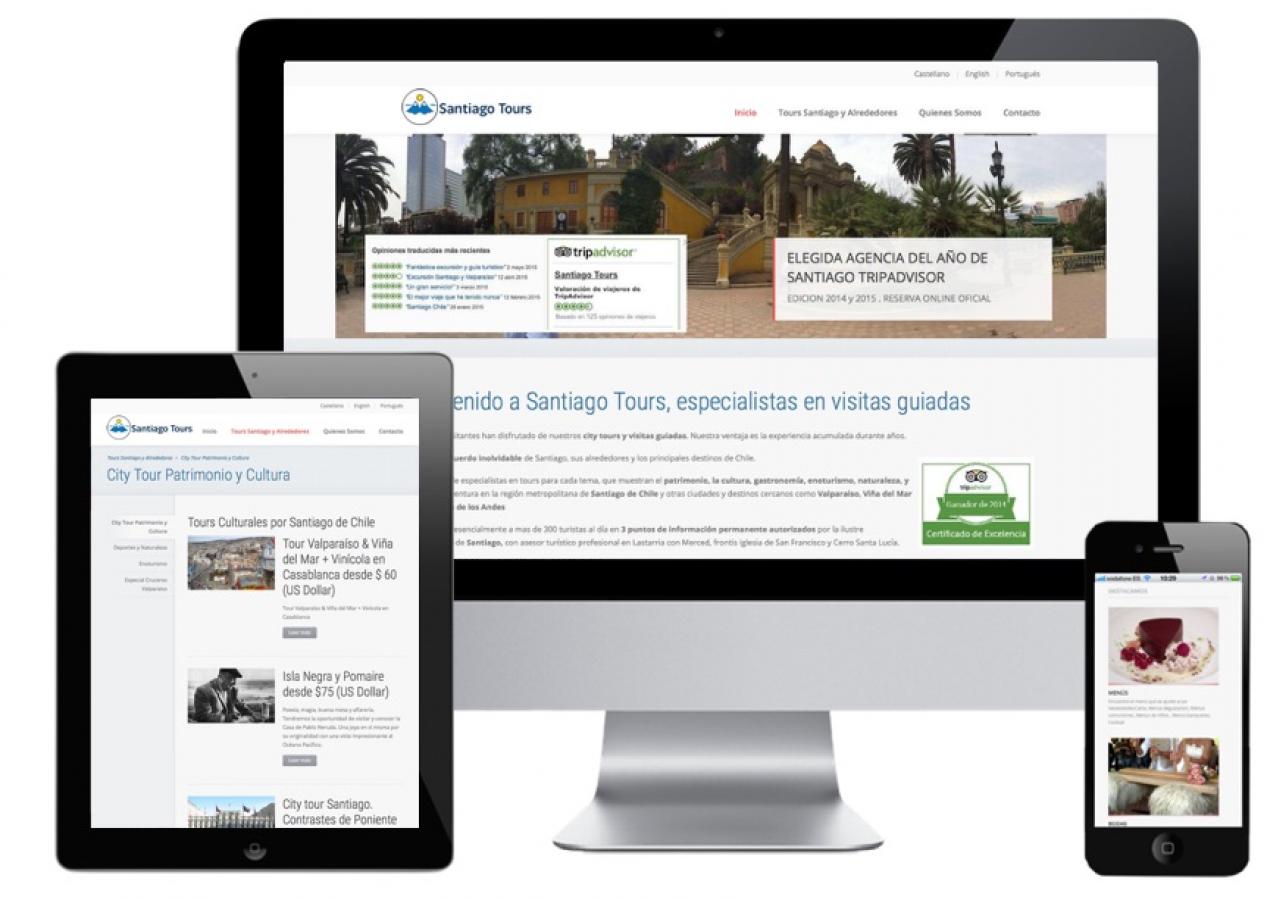 Castellano | English | Português
Santiago Tours
Inicio Tours Santiago y Alrededores Quienes Somos Contacto
Opiniones traducidas más recientes
"Fantástica excursión y guía turístico" 2 mayo 2015
"Excursión Santiago y Valparaíso" 12 abril 2015
"Un gran servicio" 3 marzo 2015
"El mejor viaje que he tenido nunca" 12 febrero 2015
"Santiago Chile" 26 enero 2015
tripadvisor
Santiago Tours
Valoración de viajeros de
TripAdvisor
Basado en 125 opiniones de viajeros
ELEGIDA AGENCIA DEL AÑO DE
SANTIAGO TRIPADVISOR
EDICION 2014 y 2015 . RESERVA ONLINE OFICIAL
enido a Santiago Tours, especialistas en visitas guiadas
sitantes han disfrutado de nuestros city tours y visitas guiadas. Nuestra ventaja es la experiencia acumulada durante años.
uerdo inolvidable de Santiago, sus alrededores y los principales destinos de Chile.
e especialistas en tours para cada tema, que muestran el patrimonio, la cultura, gastronomía, enoturismo, naturaleza, y
entura en la región metropolitana de Santiago de Chile y otras ciudades y destinos cercanos como Valparaiso, Viña del Mar
de los Andes
esencialmente a mas de 300 turistas al día en 3 puntos de información permanente autorizados por la ilustre
de Santiago, con asesor turístico profesional en Lastarria con Merced, frontis iglesia de San Francisco y Cerro Santa Lucía.
tripadvisor
Ganador de 2014
Certificado de Excelencia
Castellano | English | Português
Santiago Tours
Inicio Tours Santiago y Alrededores Quienes Somos Contacto
Tours Santiago y Alrededores > City Tour Patrimonio y Cultura
City Tour Patrimonio y Cultura
City Tour Patrimonio y
Cultura
Deportes y Naturaleza
Enoturismo
Especial Cruceros
Valparaiso
Tours Culturales por Santiago de Chile
Tour Valparaíso & Viña
del Mar + Vinícola en
Casablanca desde $ 60
(US Dollar)
Tour Valparaíso & Viña del Mar + Vinícola en
Casablanca
Leer más
Isla Negra y Pomaire
desde $75 (US Dollar)
Poesía, magia, buena mesa y alfarería.
Tendremos la oportunidad de visitar y conocer la
Casa de Pablo Neruda. Una joya en sí misma por
su originalidad con una vista impresionante al
Océano Pacífico.
Leer más
City tour Santiago.
Contrastes de Poniente
vodafone ES 10:29
DESTACAMOS
MENÚS
BODAS